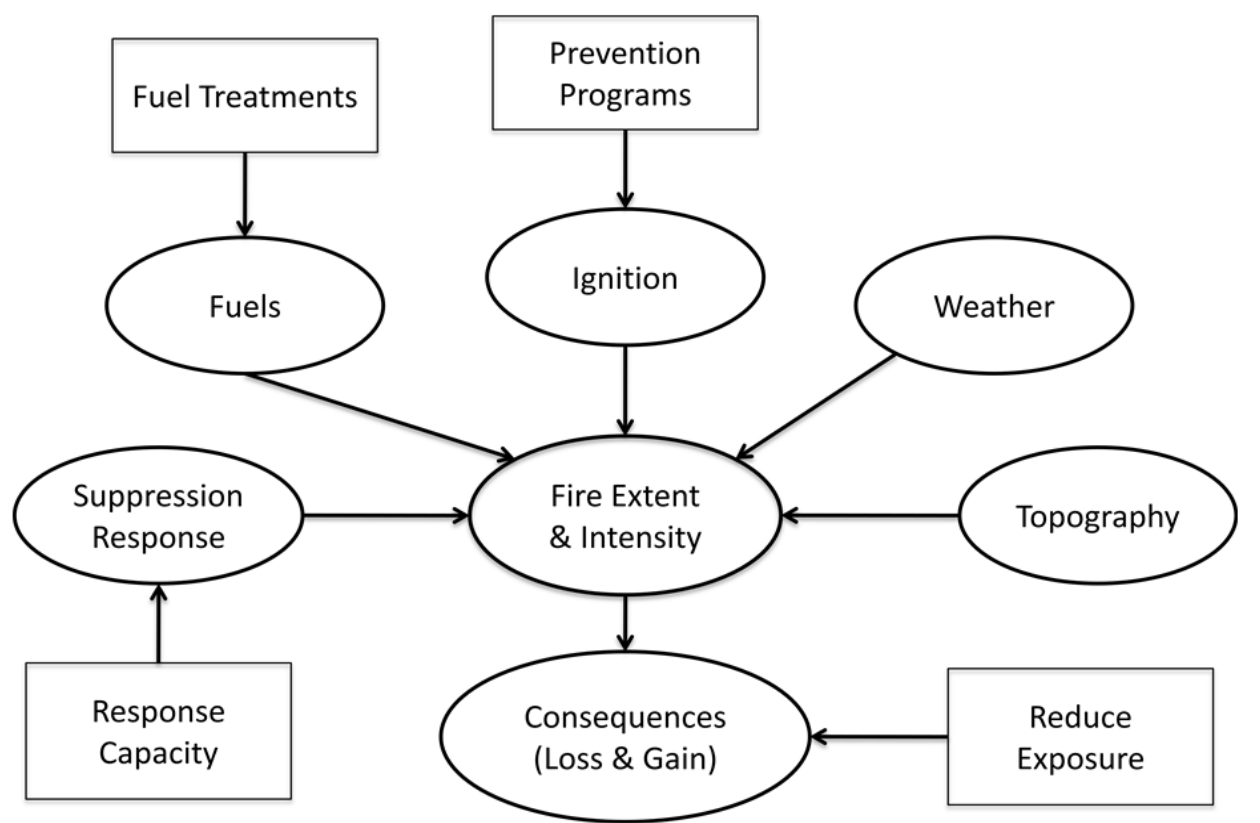 Fuel Treatments
Prevention
Programs
Fuels
Ignition
Weather
Suppression
Response
Fire Extent
& Intensity
Topography
Response
Capacity
Consequences
(Loss & Gain)
Reduce
Exposure